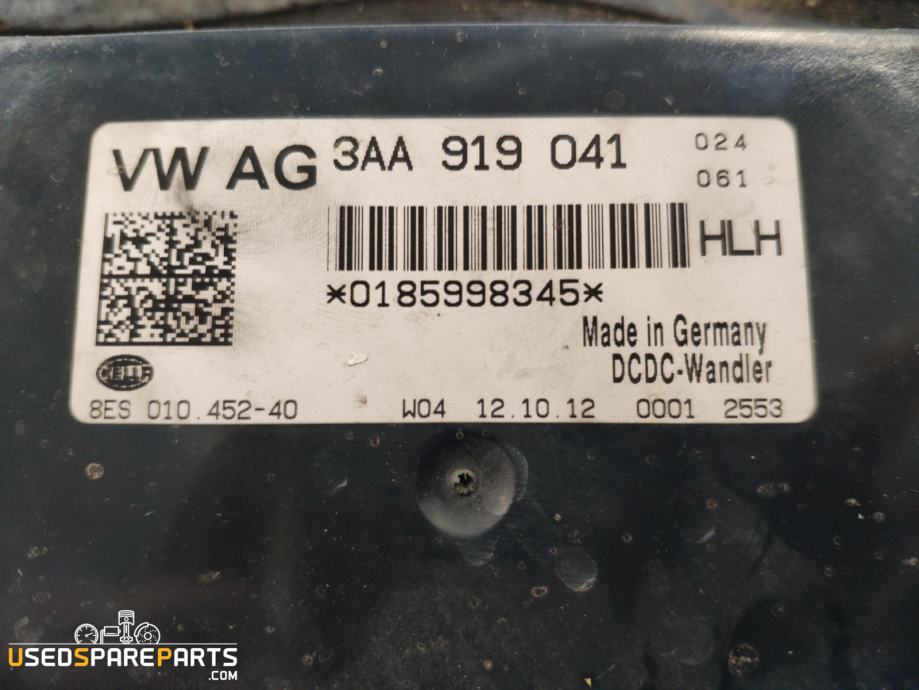 VW AG 3AA 919 041 024
061
HLH
*0185998345*
Made in Germany
DCDC-Wandler
HELLA
8ES 010.452-40 W04 12.10.12 0001 2553
USEDSPAREPARTS
.COM